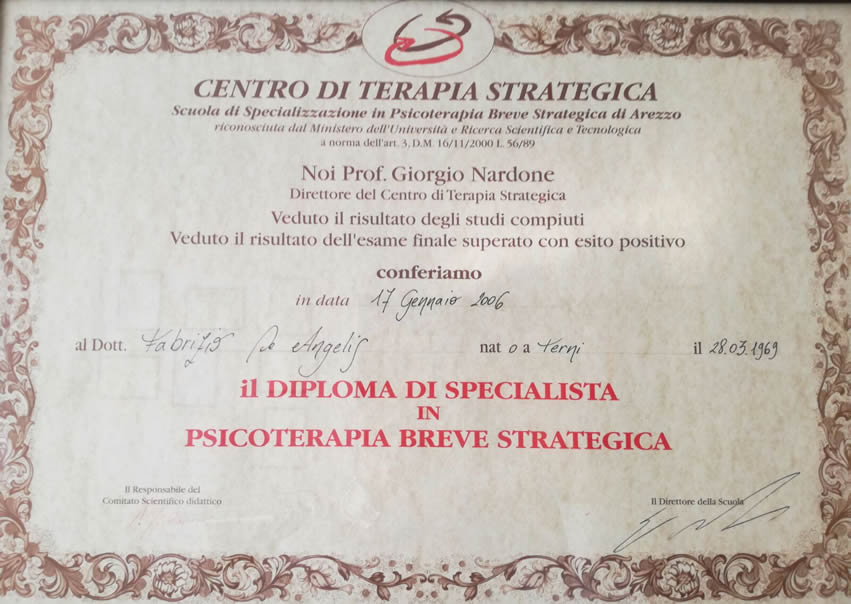 CENTRO DI TERAPIA STRATEGICA
Scuola di Specializzazione in Psicoterapia Breve Strategica di Arezzo
riconosciuta dal Ministero dell'Università e Ricerca Scientifica e Tecnologica
a norma dell'art. 3, D.M. 16/11/2000 L. 56/89
Noi Prof. Giorgio Nardone
Direttore del Centro di Terapia Strategica
Veduto il risultato degli studi compiuti
Veduto il risultato dell'esame finale superato con esito positivo
conferiamo
in data 17 Gennaio 2006
al Dott. Fabrizio De Angelis nat o a Terni il 28.03.1969
il DIPLOMA DI SPECIALISTA
IN
PSICOTERAPIA BREVE STRATEGICA
Il Responsabile del
Comitato Scientifico didattico
Il Direttore della Scuola